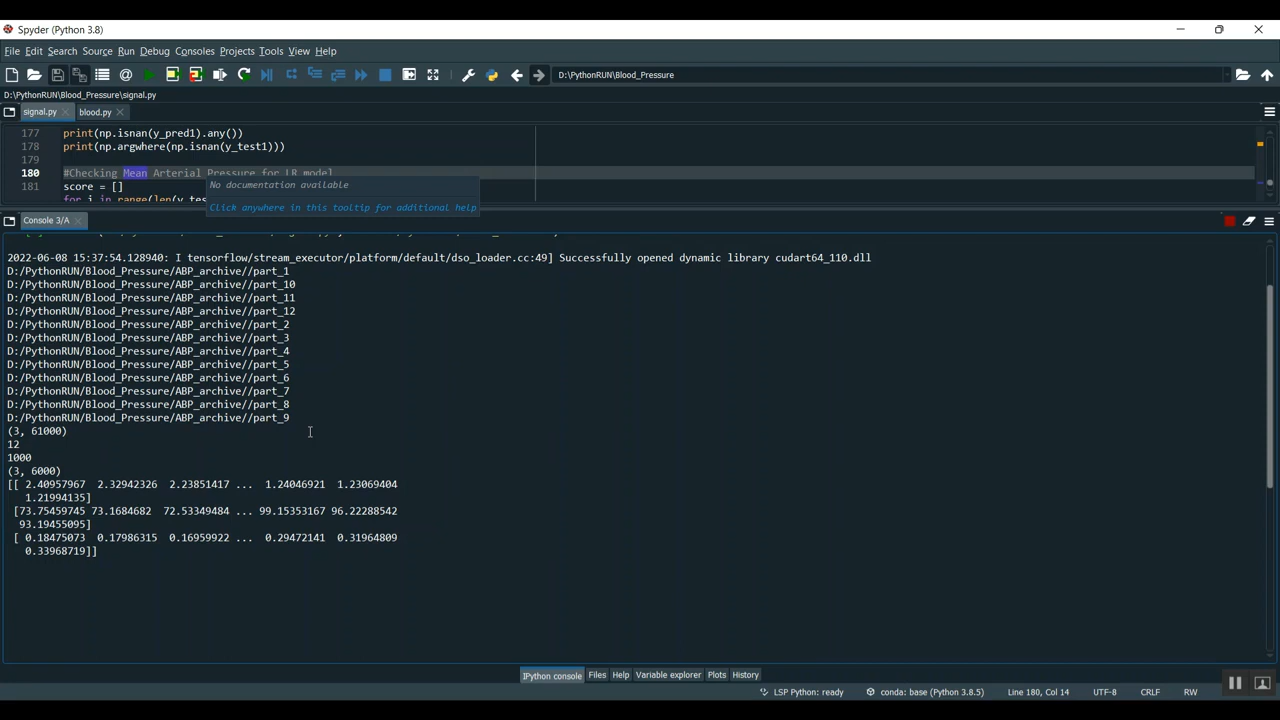 Spyder (Python 3.8)
File Edit Search Source Run Debug Consoles Projects Tools View Help
D:\PythonRUN\Blood_Pressure
D:\PythonRUN\Blood_Pressure\signal.py
signal.py blood.py
177 print(np.isnan(y_pred1).any())
178 print(np.argwhere(np.isnan(y_test1)))
179
180 #Checking Mean Arterial Pressure for LR model
No documentation available
181 score = []
for i in range(len(y_tes
Click anywhere in this tooltip for additional help
Console 3/A
2022-06-08 15:37:54.128940: I tensorflow/stream_executor/platform/default/dso_loader.cc:49] Successfully opened dynamic library cudart64_110.dll
D:/PythonRUN/Blood_Pressure/ABP_archive//part_1
D:/PythonRUN/Blood_Pressure/ABP_archive//part_10
D:/PythonRUN/Blood_Pressure/ABP_archive//part_11
D:/PythonRUN/Blood_Pressure/ABP_archive//part_12
D:/PythonRUN/Blood_Pressure/ABP_archive//part_2
D:/PythonRUN/Blood_Pressure/ABP_archive//part_3
D:/PythonRUN/Blood_Pressure/ABP_archive//part_4
D:/PythonRUN/Blood_Pressure/ABP_archive//part_5
D:/PythonRUN/Blood_Pressure/ABP_archive//part_6
D:/PythonRUN/Blood_Pressure/ABP_archive//part_7
D:/PythonRUN/Blood_Pressure/ABP_archive//part_8
D:/PythonRUN/Blood_Pressure/ABP_archive//part_9
(3, 61000)
12
1000
(3, 6000)
[[ 2.40957967 2.32942326 2.23851417 ... 1.24046921 1.23069404
1.21994135]
[73.75459745 73.1684682 72.53349484 ... 99.15353167 96.22288542
93.19455095]
[ 0.18475073 0.17986315 0.16959922 ... 0.29472141 0.31964809
0.33968719]]
IPython console Files Help Variable explorer Plots History
LSP Python: ready conda: base (Python 3.8.5) Line 180, Col 14 UTF-8 CRLF RW